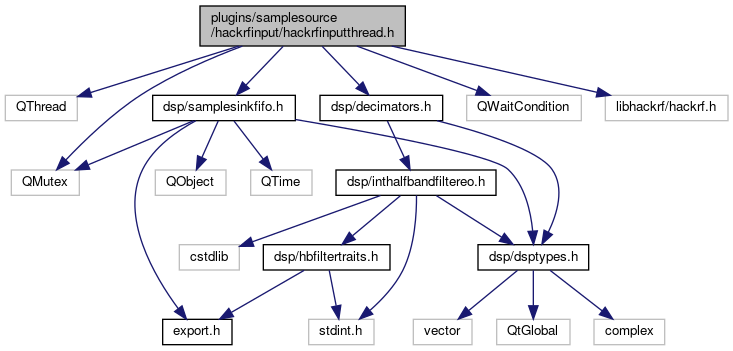 plugins/samplesource
/hackrfinput/hackrfinputthread.h
QThread
dsp/samplesinkfifo.h
dsp/decimators.h
QWaitCondition
libhackrf/hackrf.h
QMutex
QObject
QTime
dsp/inthalfbandfiltereo.h
cstdlib
dsp/hbfiltertraits.h
dsp/dsptypes.h
export.h
stdint.h
vector
QtGlobal
complex